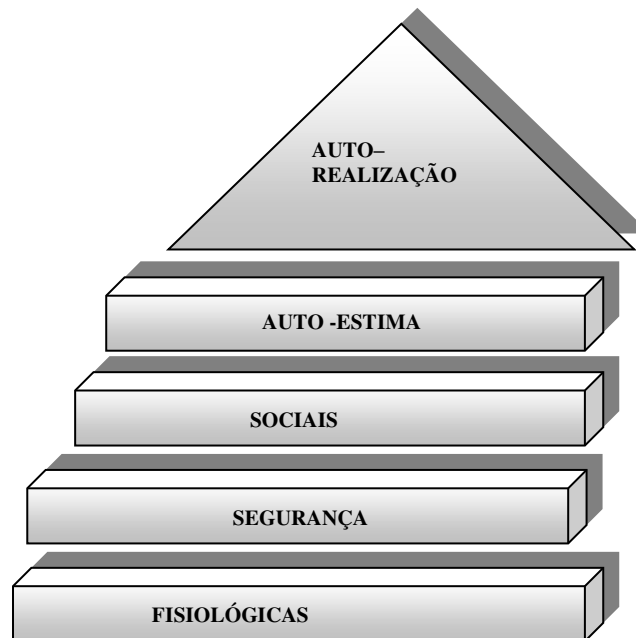 AUTO–
REALIZAÇÃO
AUTO -ESTIMA
SOCIAIS
SEGURANÇA
FISIOLÓGICAS